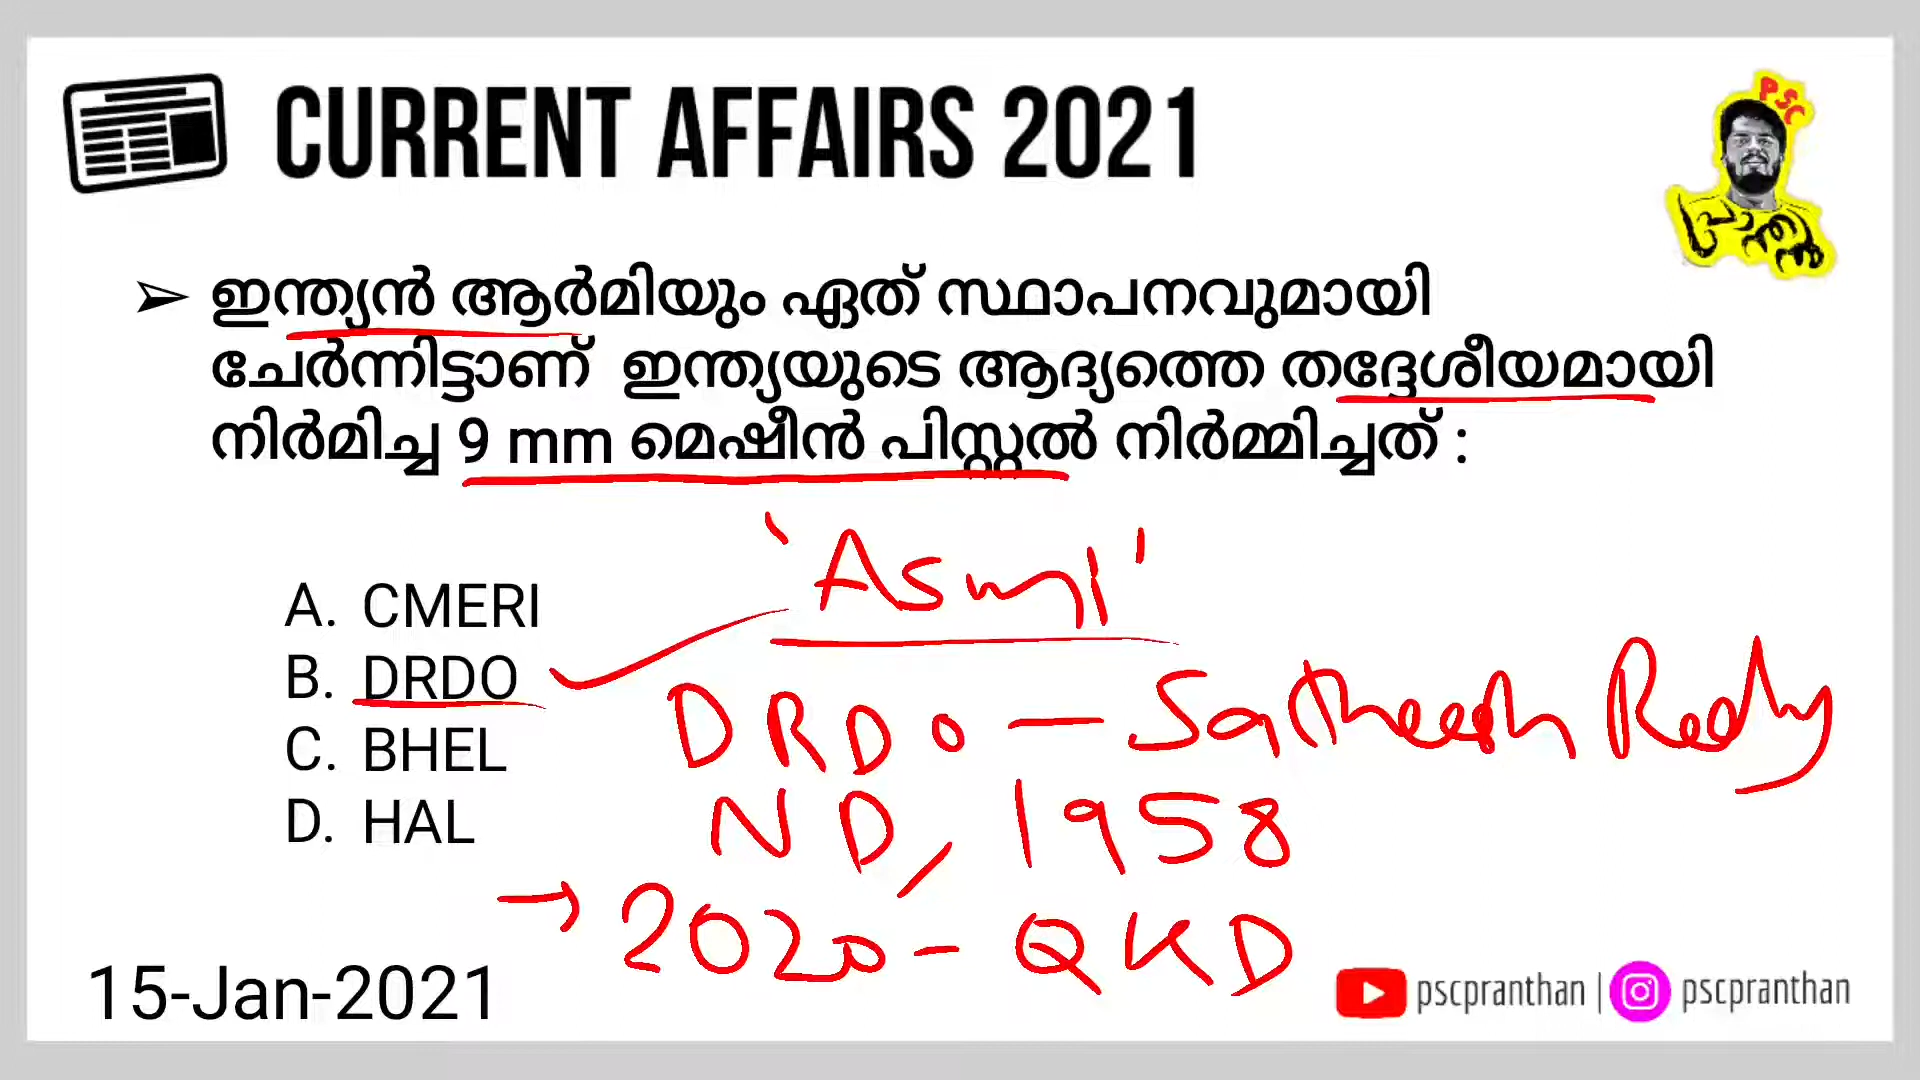 CURRENT AFFAIRS 2021
PSC
പ്രാന്തൻ
➢ ഇന്ത്യൻ ആർമിയും ഏത് സ്ഥാപനവുമായി
ചേർന്നിട്ടാണ് ഇന്ത്യയുടെ ആദ്യത്തെ തദ്ദേശീയമായി
നിർമിച്ച 9 mm മെഷീൻ പിസ്റ്റൽ നിർമ്മിച്ചത് :
'Asmi'
A. CMERI
B. DRDO
C. BHEL
D. HAL
DRDO - Satheesh Reddy
ND, 1958
→ 2020 - QKD
15-Jan-2021
pscpranthan | pscpranthan